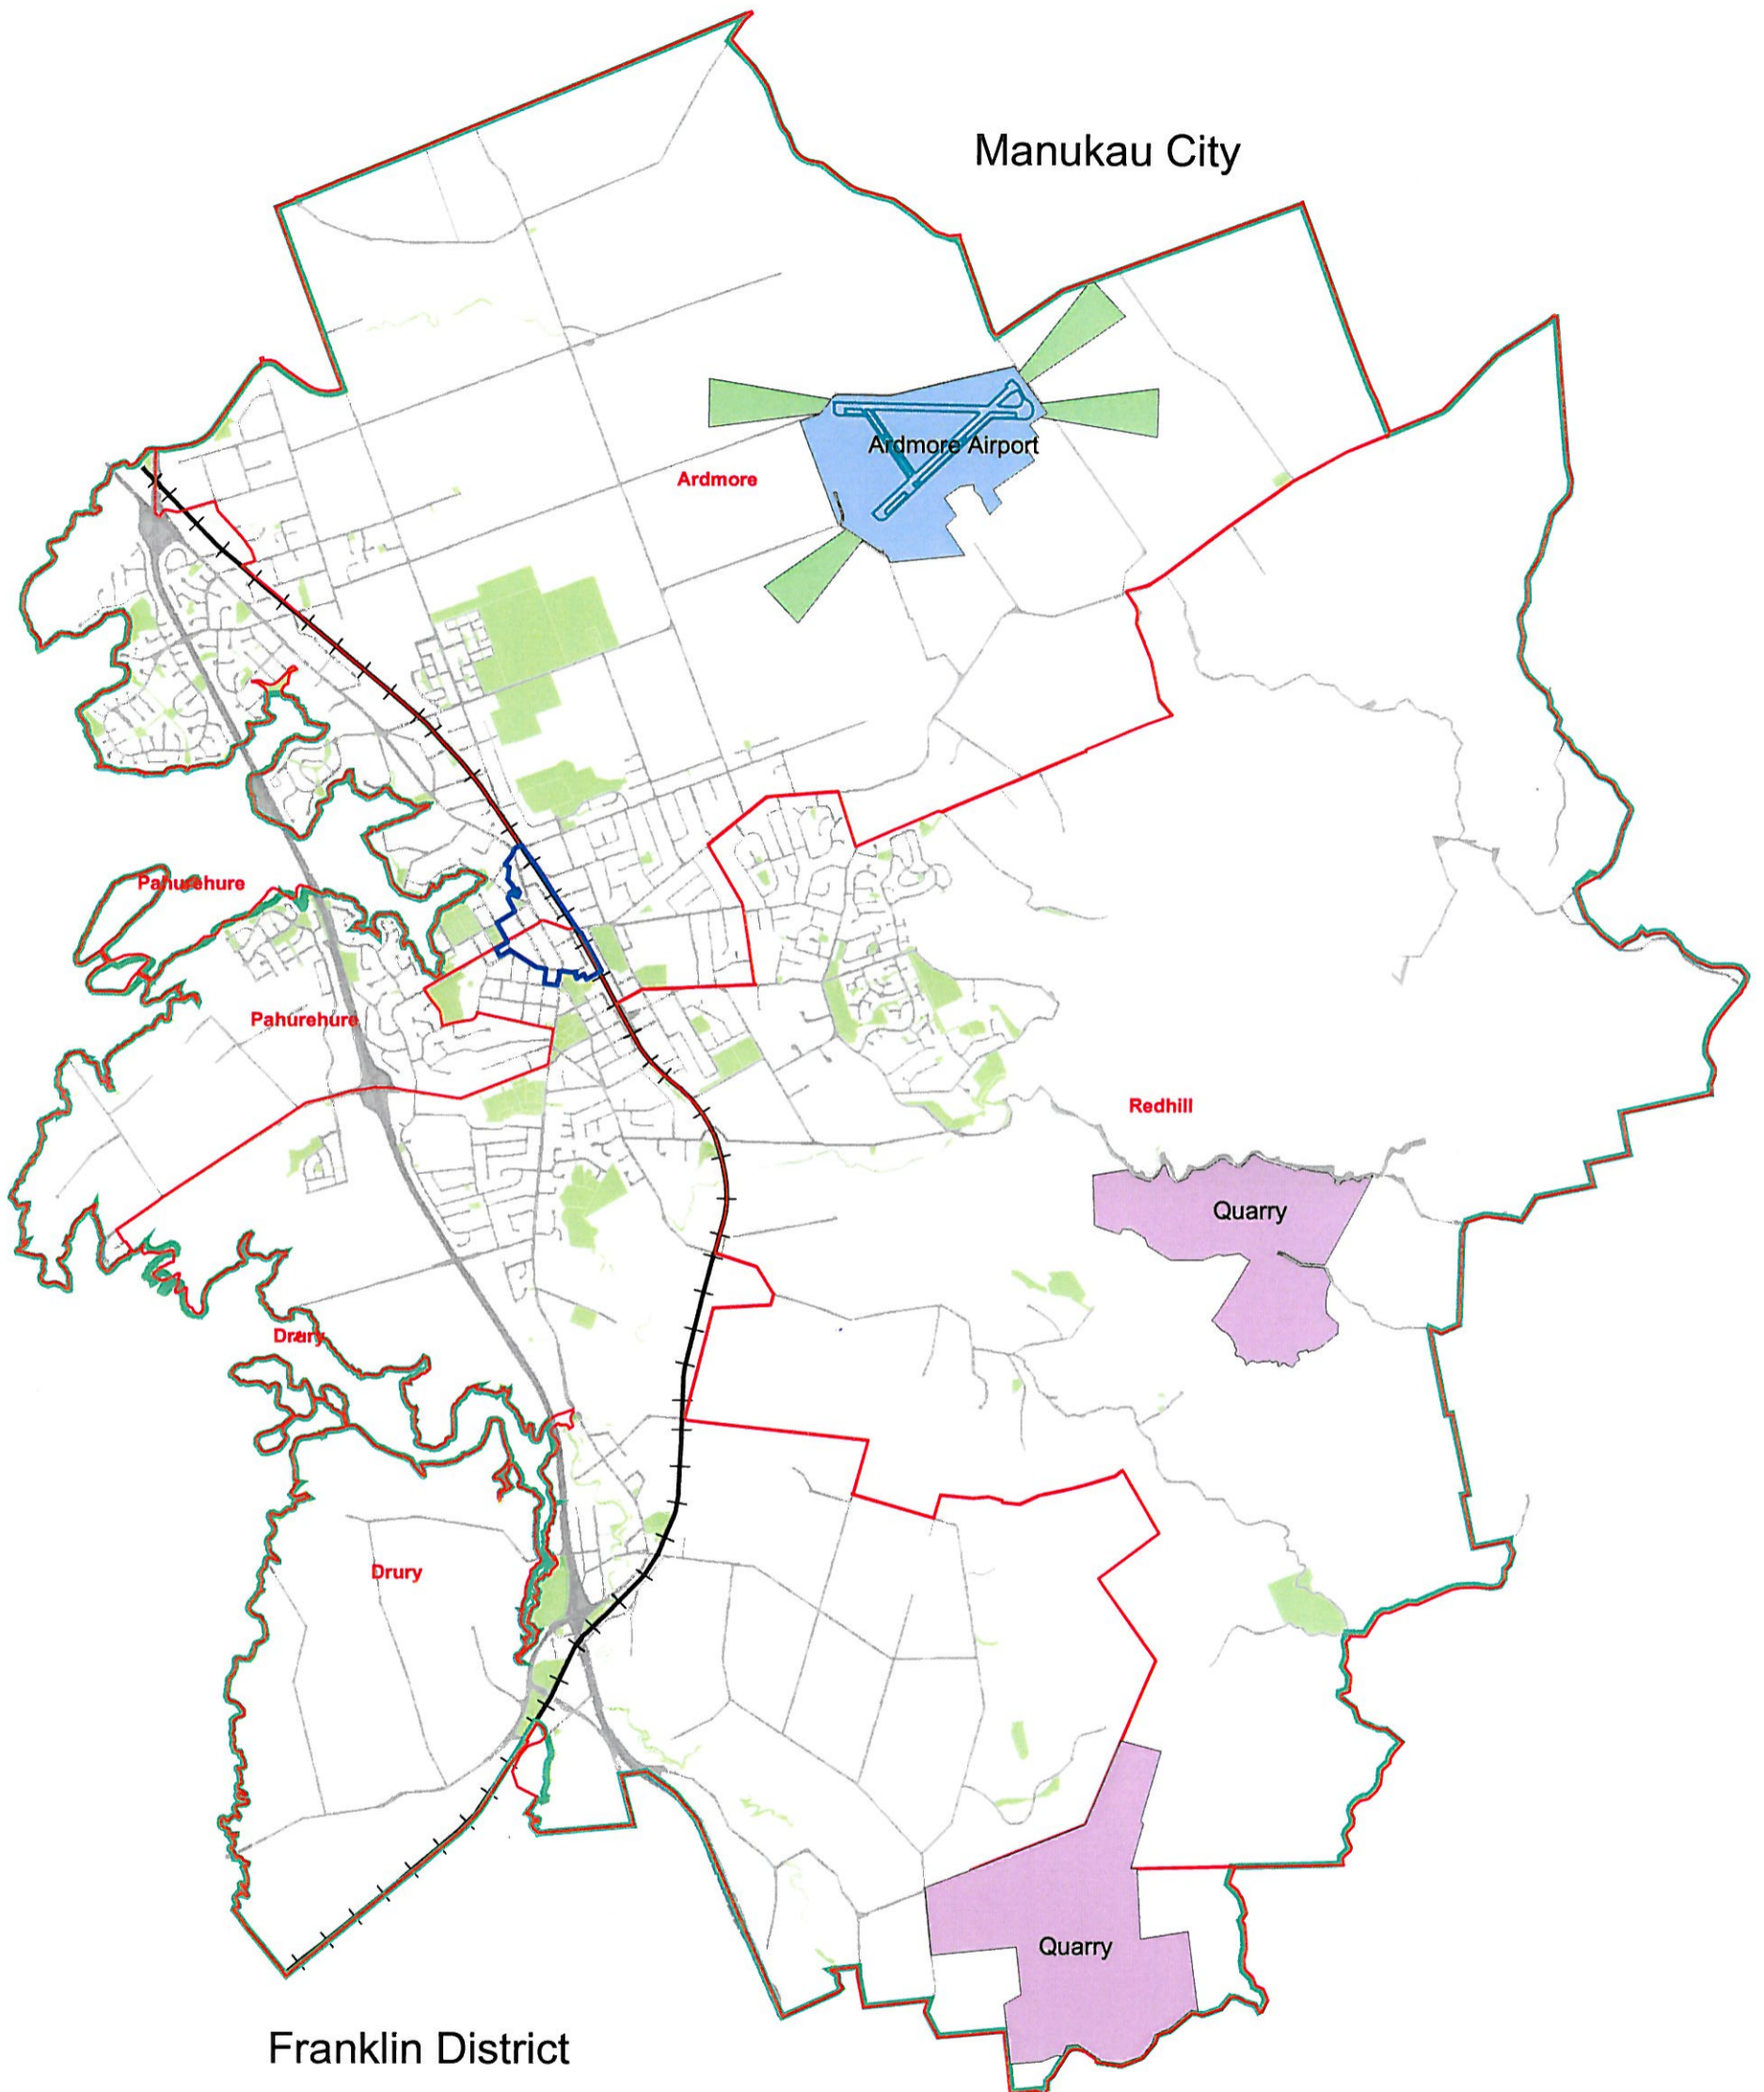 Manukau City
Ardmore Airport
Ardmore
Pahurehure
Pahurehure
Redhill
Quarry
Drury
Drury
Quarry
Franklin District